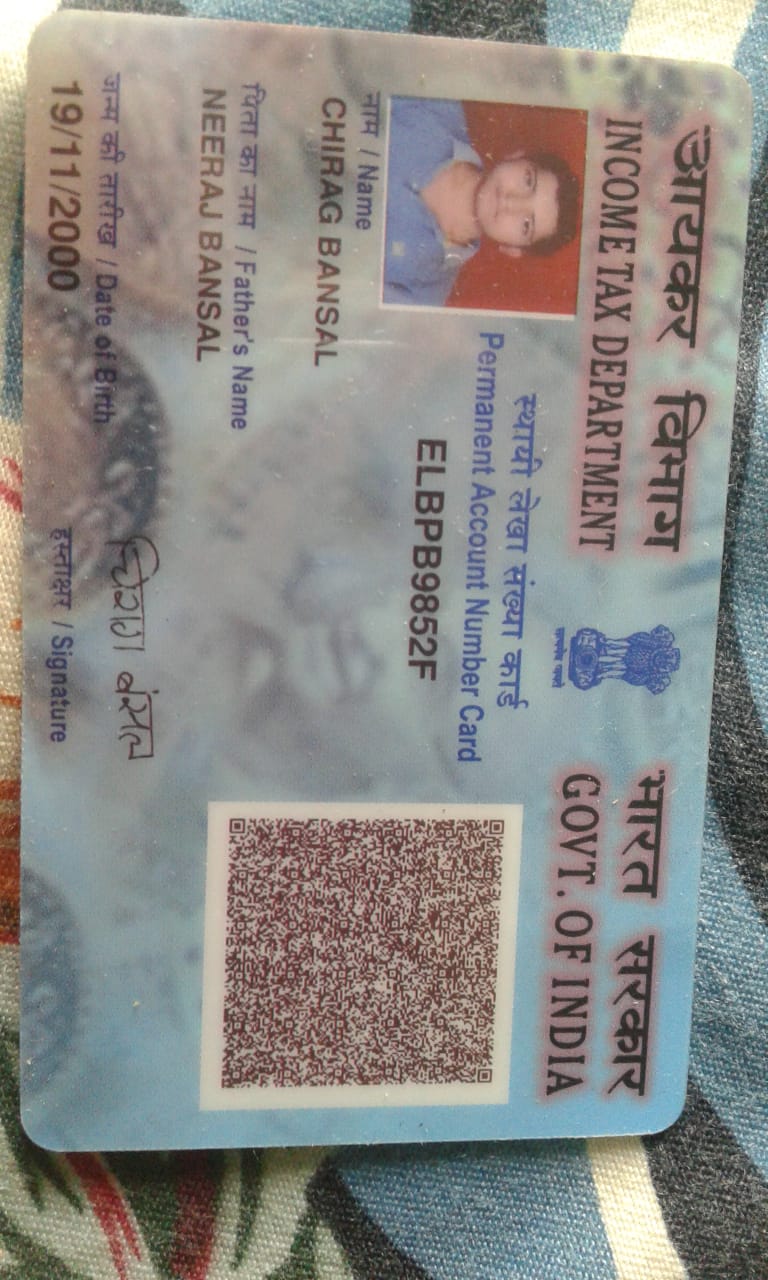 आयकर विभाग
INCOME TAX DEPARTMENT
सत्यमेव जयते
भारत सरकार
GOVT. OF INDIA
स्थायी लेखा संख्या कार्ड
Permanent Account Number Card
ELBPB9852F
नाम / Name
CHIRAG BANSAL
पिता का नाम / Father's Name
NEERAJ BANSAL
जन्म की तारीख / Date of Birth
19/11/2000
चिराग बंसल
हस्ताक्षर / Signature